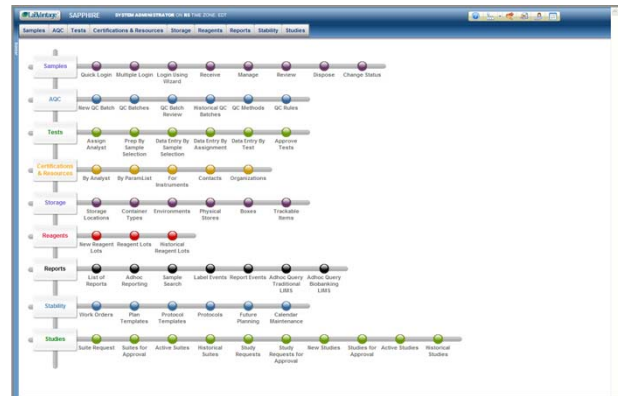 LabVantage SAPPHIRE SYSTEM ADMINISTRATOR ON
Samples AQC Tests Certifications & Resources Storage Reagents Reports Stability Studies
Samples
Quick Login Multiple Login Login Using Wizard Receive Manage Review Dispose Change Status
AQC
New QC Batch QC Batches QC Batch Review Historical QC Batches QC Methods QC Rules
Tests
Assign Analyst Prep By Sample Selection Data Entry By Sample Selection Data Entry By Assignment Data Entry By Test Approve Tests
Certifications & Resources
By Analyst By ParamList For Instruments Contacts Organizations
Storage
Storage Locations Container Types Environments Physical Stores Boxes Trackable Items
Reagents
New Reagent Lots Reagent Lots Historical Reagent Lots
Reports
List of Reports Adhoc Reporting Sample Search Label Events Report Events Adhoc Query Traditional LIMS Adhoc Query Biobanking LIMS
Stability
Work Orders Plan Templates Protocol Templates Protocols Future Planning Calendar Maintenance
Studies
Suite Request Suites for Approval Active Suites Historical Suites Study Requests Study Requests for Approval New Studies Studies for Approval Active Studies Historical Studies